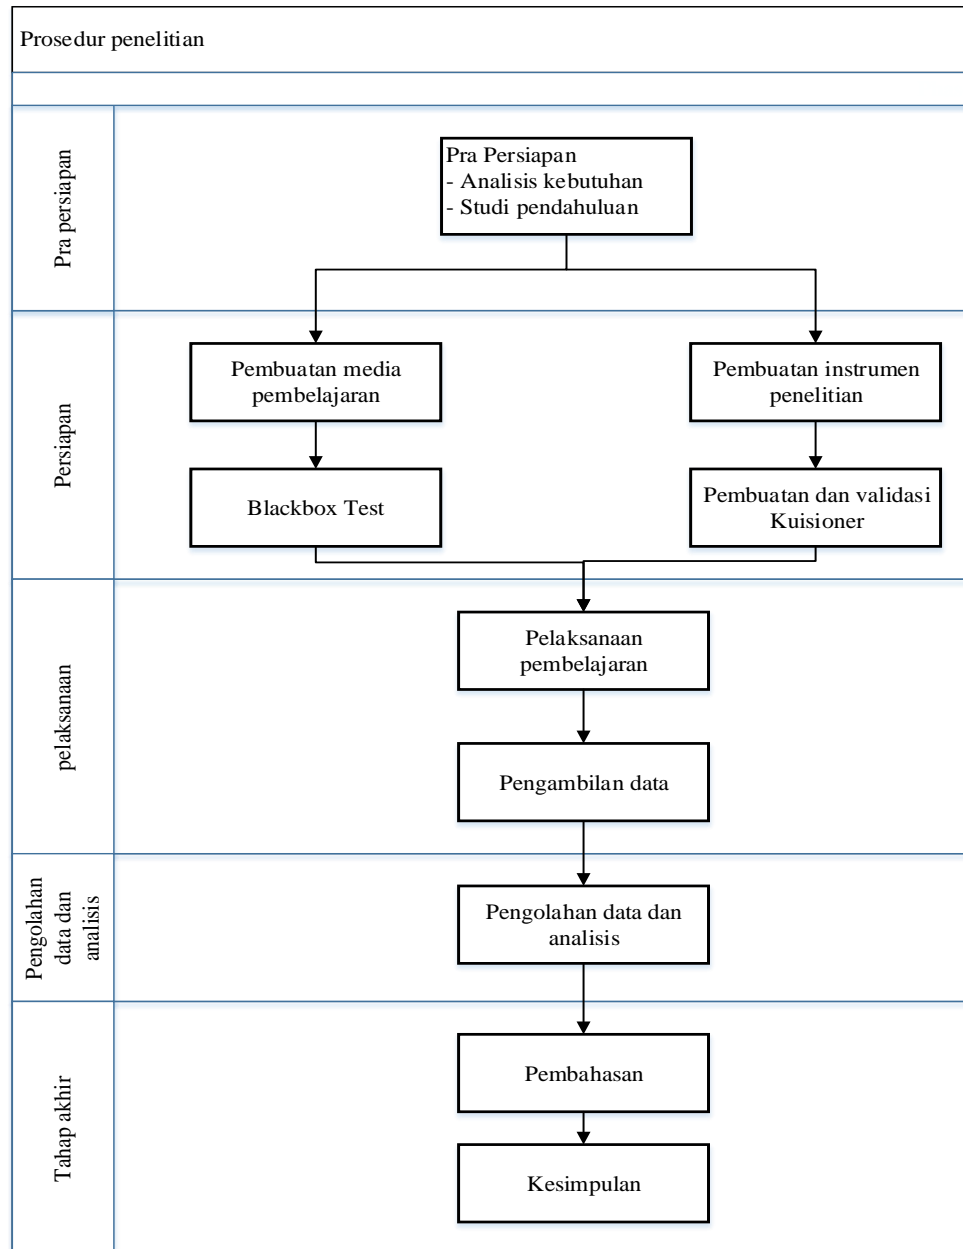 Prosedur penelitian
Pra persiapan
Pra Persiapan
- Analisis kebutuhan
- Studi pendahuluan
Persiapan
Pembuatan media
pembelajaran
Pembuatan instrumen
penelitian
Blackbox Test
Pembuatan dan validasi
Kuisioner
pelaksanaan
Pelaksanaan
pembelajaran
Pengambilan data
Pengolahan
data dan
analisis
Pengolahan data dan
analisis
Tahap akhir
Pembahasan
Kesimpulan